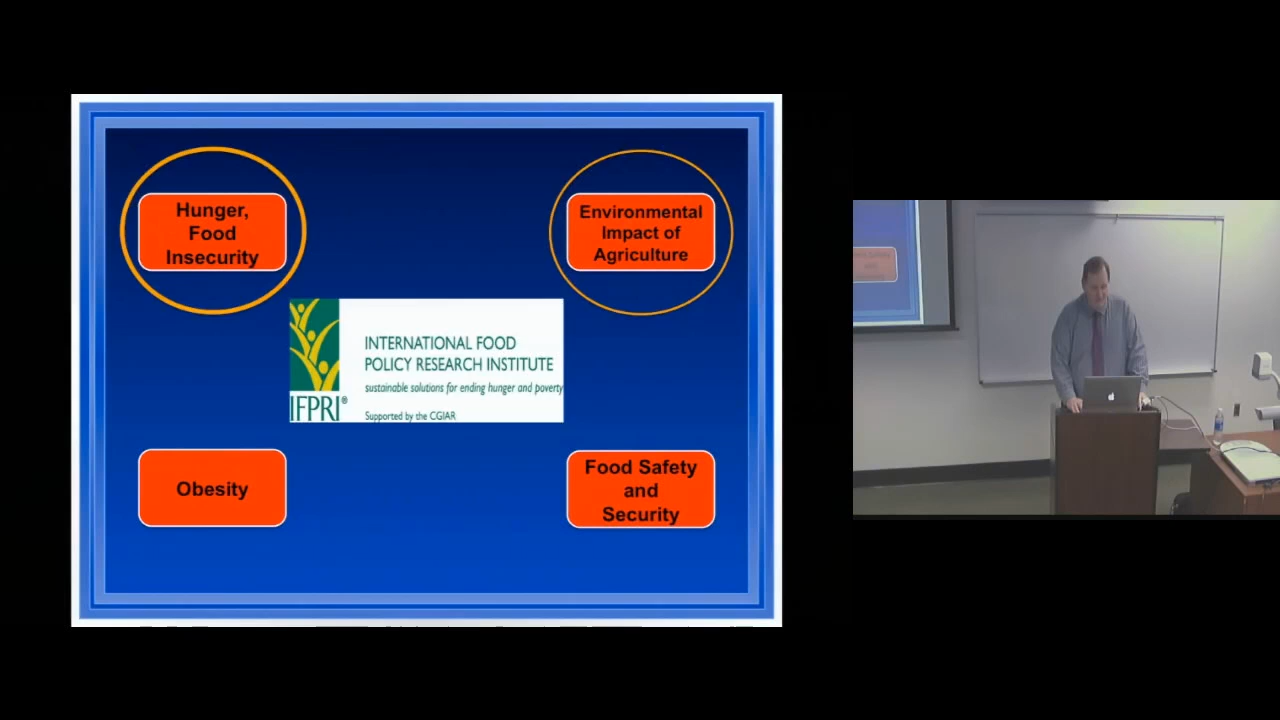 Hunger,
Food
Insecurity
Environmental
Impact of
Agriculture
INTERNATIONAL FOOD
POLICY RESEARCH INSTITUTE
sustainable solutions for ending hunger and poverty
IFPRI®
Supported by the CGIAR
Obesity
Food Safety
and
Security